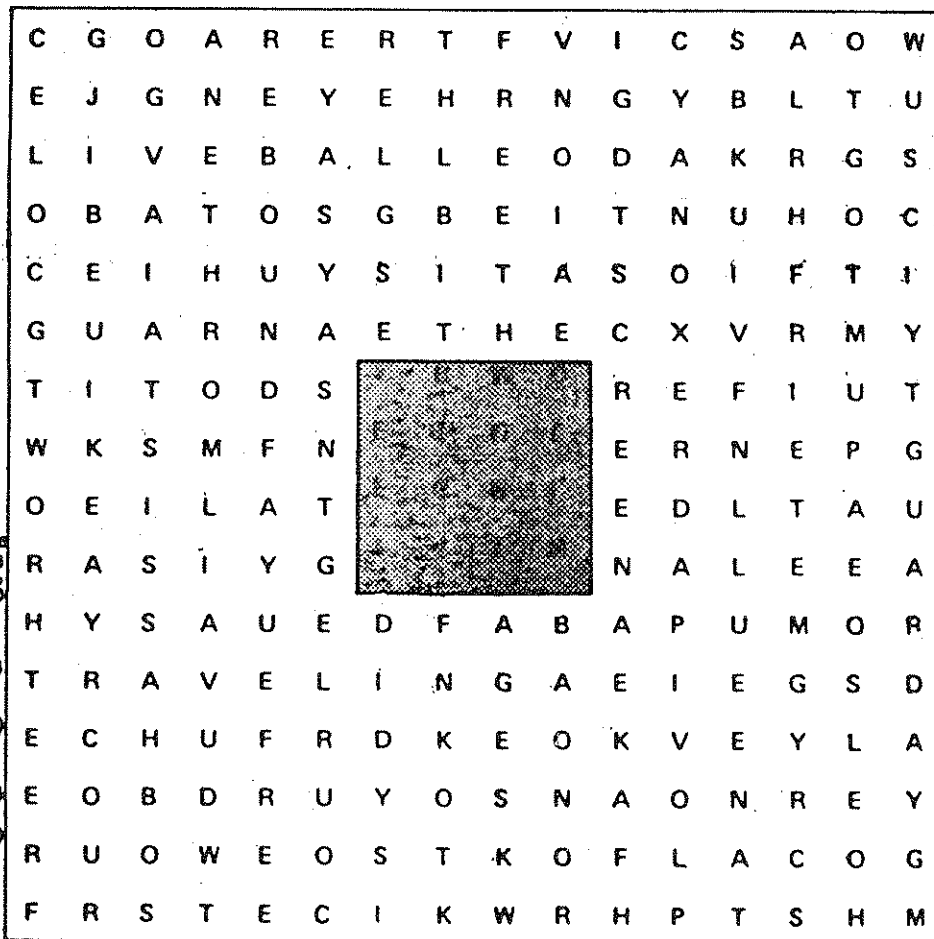 C G O A R E R T F V I C S A O W
E J G N E Y E H R N G Y B L T U
L I V E B A L L E O D A K R G S
O B A T O S G B E I T N U H O C
C E I H U Y S I T A S O I F T I
G U A R N A E T H E C X V R M Y
T I T O D S R E F I U T
W K S M F N E R N E P G
O E I L A T E D L T A U
R A S I Y G N A L E E A
H Y S A U E D F A B A P U M O R
T R A V E L I N G A E I E G S D
E C H U F R D K E O K V E Y L A
E O B D R U Y O S N A O N R E Y
R U O W E O S T K O F L A C O G
F R S T E C I K W R H P T S H M